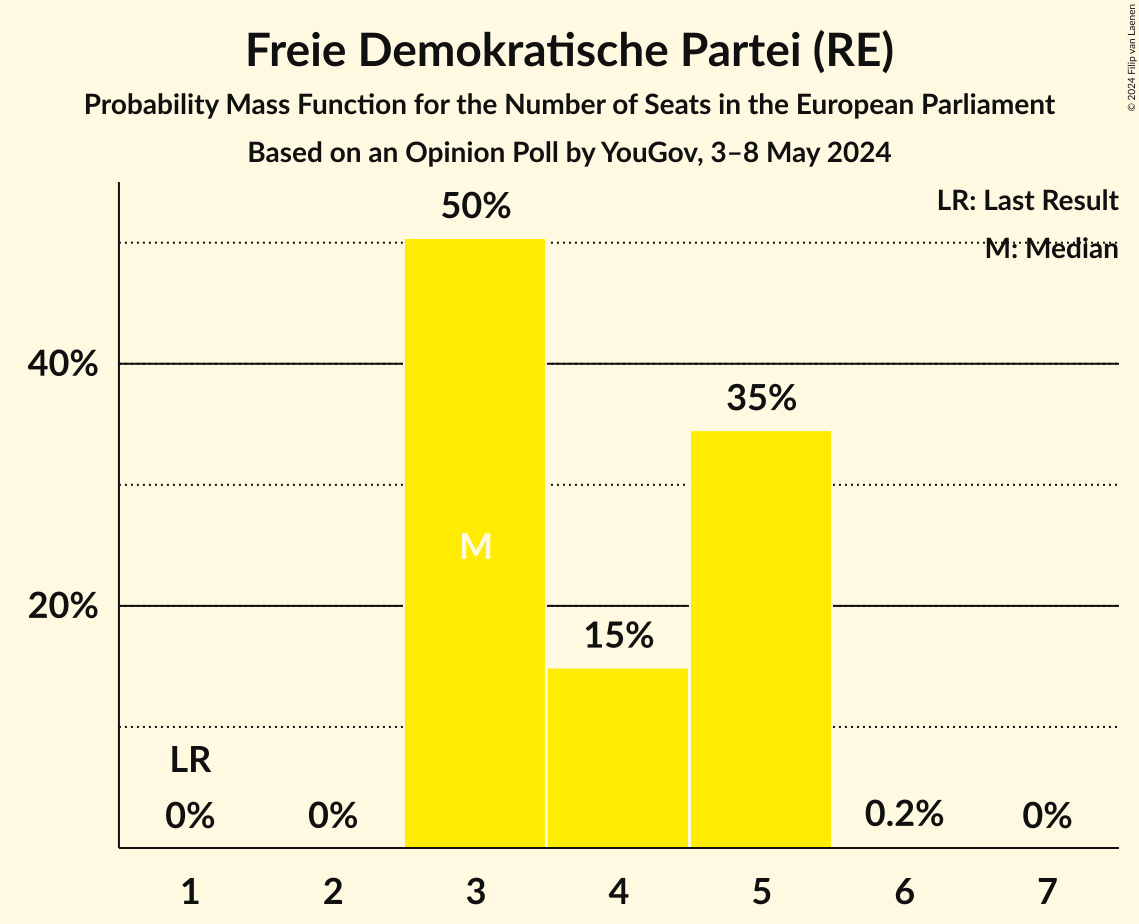 Freie Demokratische Partei (RE)
Probability Mass Function for the Number of Seats in the European Parliament
Based on an Opinion Poll by YouGov, 3–8 May 2024
© 2024 Filip van Laenen
LR: Last Result
M: Median
50%
40%
35%
M
20%
15%
LR
0%
0%
0.2%
0%
1
2
3
4
5
6
7